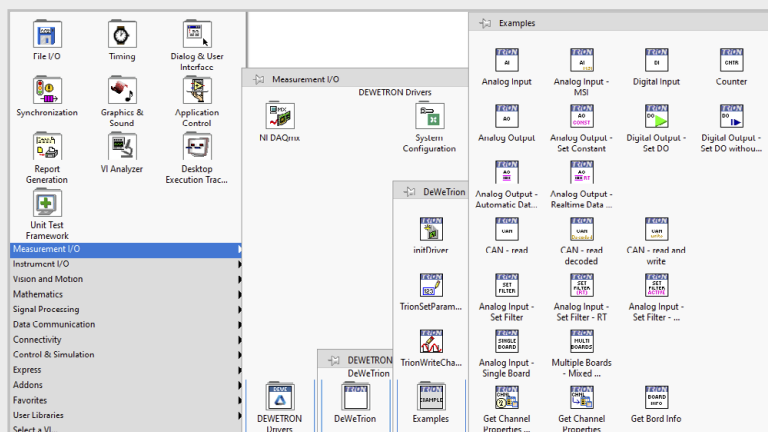 File I/O
Timing
Dialog & User
Interface
Synchronization
Graphics &
Sound
Application
Control
Report
Generation
VI Analyzer
Desktop
Execution Trac...
Unit Test
Framework
Measurement I/O
Instrument I/O
Vision and Motion
Mathematics
Signal Processing
Data Communication
Connectivity
Control & Simulation
Express
Addons
Favorites
User Libraries
Select a VI...
Measurement I/O
DEWETRON Drivers
NI DAQmx
System
Configuration
DEWETRON
DeWeTrion
DEWETRON
Drivers
DeWeTrion
DeWeTrion
initDriver
TrionSetParam...
TrionWriteCha...
Examples
Examples
Analog Input
Analog Input -
MSI
Digital Input
Counter
Analog Output
Analog Output -
Set Constant
Digital Output -
Set DO
Digital Output -
Set DO withou...
Analog Output -
Automatic Dat...
Analog Output -
Realtime Data ...
CAN - read
CAN - read
decoded
CAN - read and
write
Analog Input -
Set Filter
Analog Input -
Set Filter - RT
Analog Input -
Set Filter - ...
Analog Input -
Single Board
Multiple Boards
- Mixed ...
Get Channel
Properties ...
Get Channel
Properties
Get Bord Info